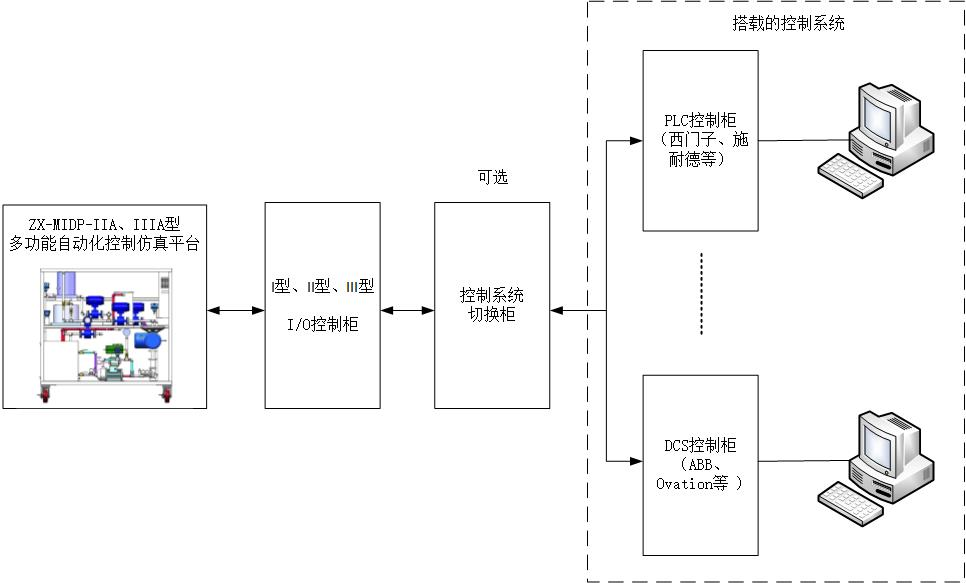 搭载的控制系统
PLC控制柜
（西门子、施
耐德等）
可选
ZX-MIDP-IIA、IIIA型
多功能自动化控制仿真平台
I型、II型、III型
I/O控制柜
控制系统
切换柜
DCS控制柜
（ABB、
Ovation等 ）